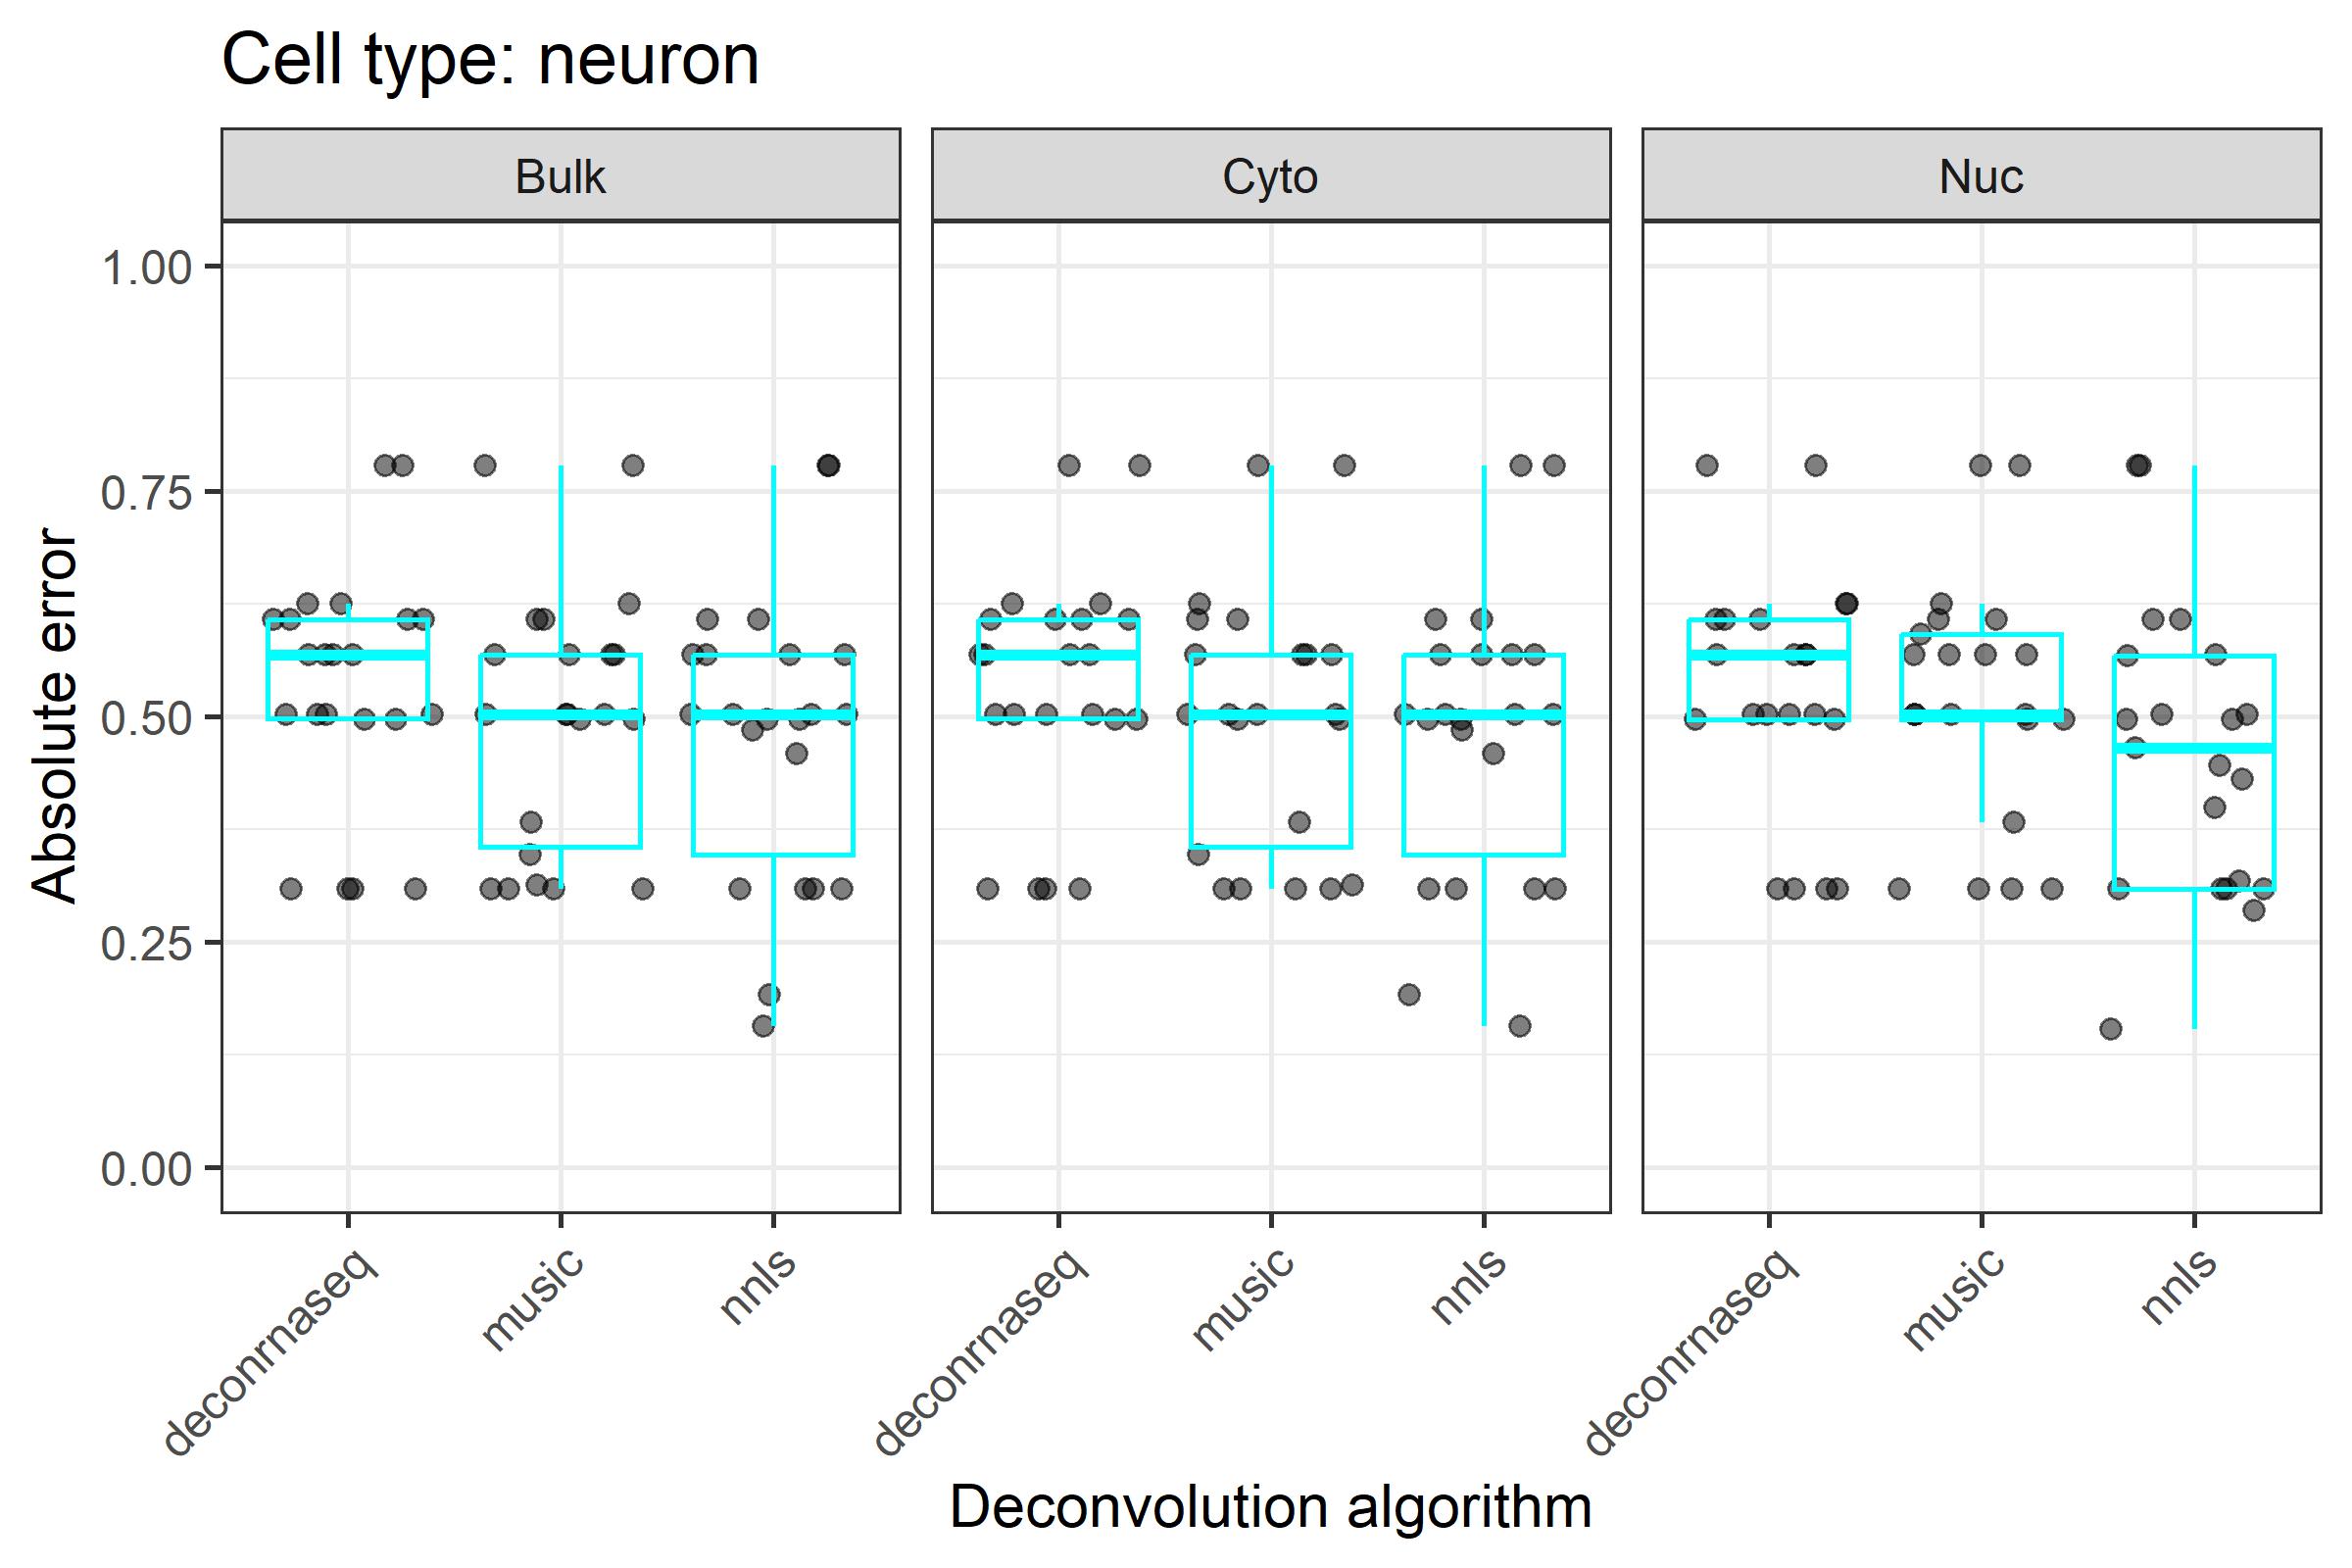 Cell type: neuron
Bulk
Cyto
Nuc
Absolute error
1.00
0.75
0.50
0.25
0.00
deconrnaseq
music
nnls
deconrnaseq
music
nnls
deconrnaseq
music
nnls
Deconvolution algorithm